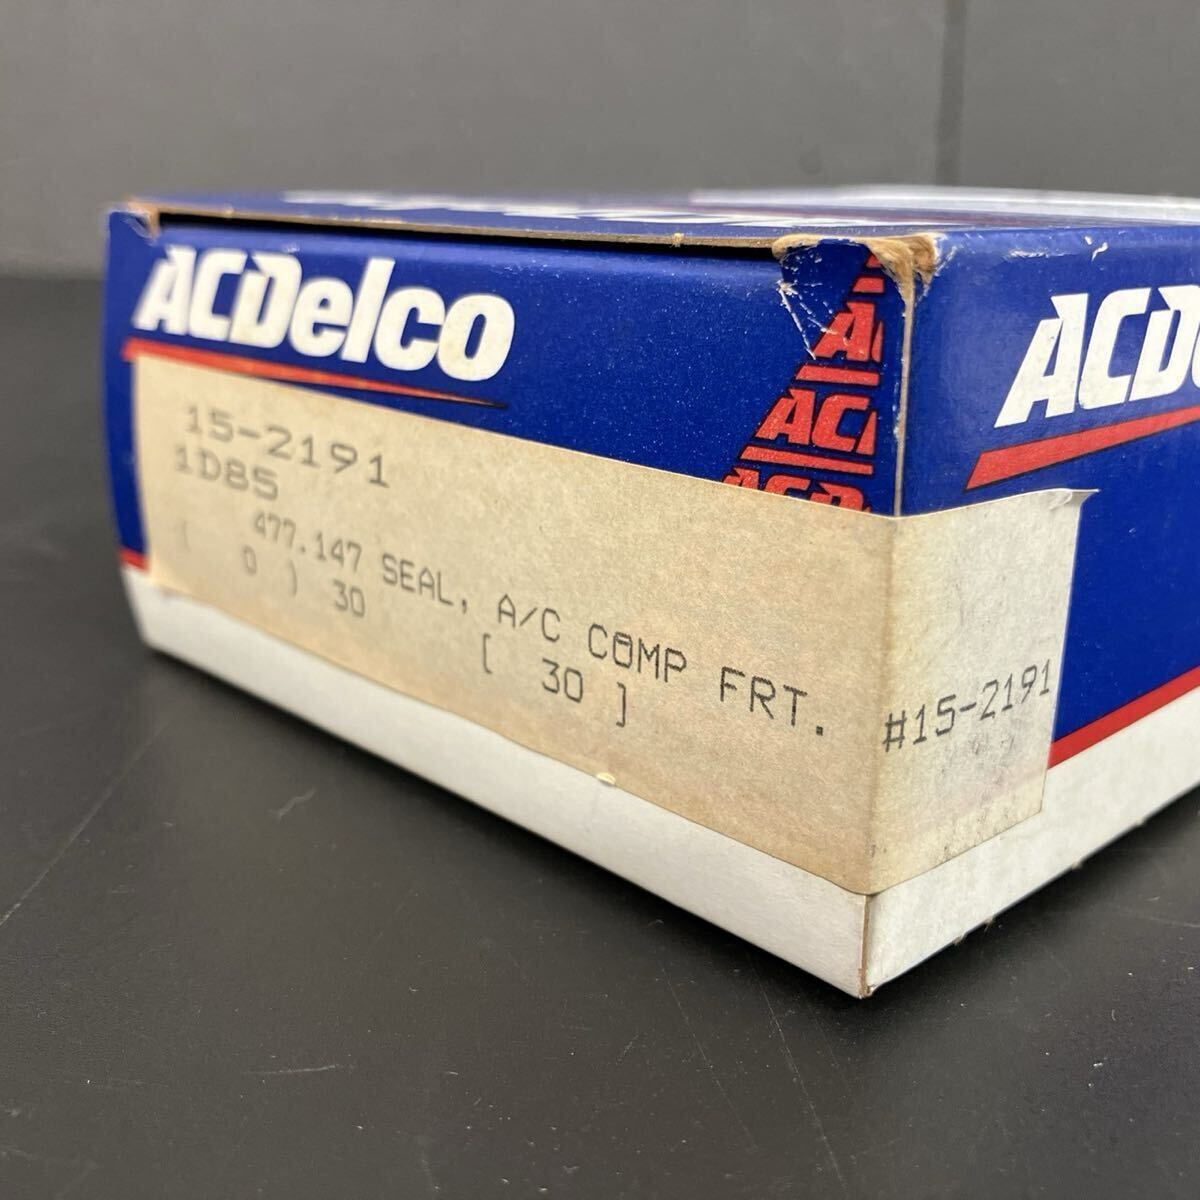 ACDelco
15-2191
1D85
477.147 SEAL, A/C COMP FRT.
( 0 ) 30 [ 30 ]
#15-2191